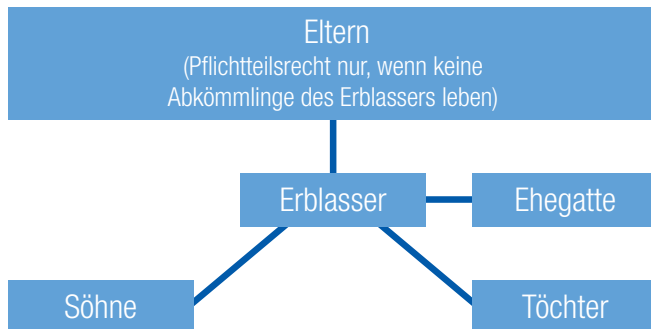 Eltern
(Pflichtteilsrecht nur, wenn keine
Abkömmlinge des Erblassers leben)
Erblasser
Ehegatte
Söhne
Töchter